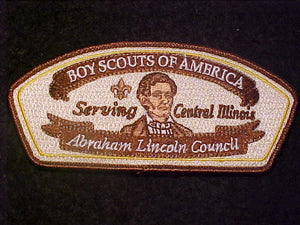 BOY SCOUTS OF AMERICA
Serving Central Illinois
Abraham Lincoln Council